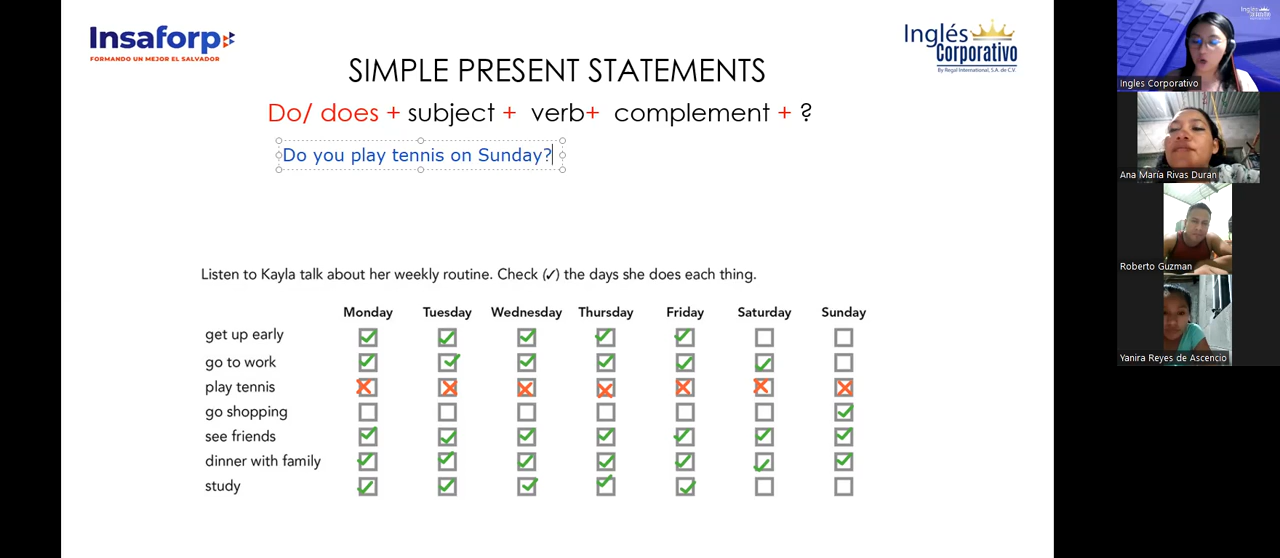 Insaforp
FORMANDO UN MEJOR EL SALVADOR
Inglés
Corporativo
By Regal International, S.A. de C.V.
SIMPLE PRESENT STATEMENTS
Do/ does + subject + verb+ complement + ?
Do you play tennis on Sunday?
Listen to Kayla talk about her weekly routine. Check (✓) the days she does each thing.
Monday Tuesday Wednesday Thursday Friday Saturday Sunday
get up early
go to work
play tennis
go shopping
see friends
dinner with family
study
Ingles Corporativo
Ana María Rivas Duran
Roberto Guzman
Yanira Reyes de Ascencio